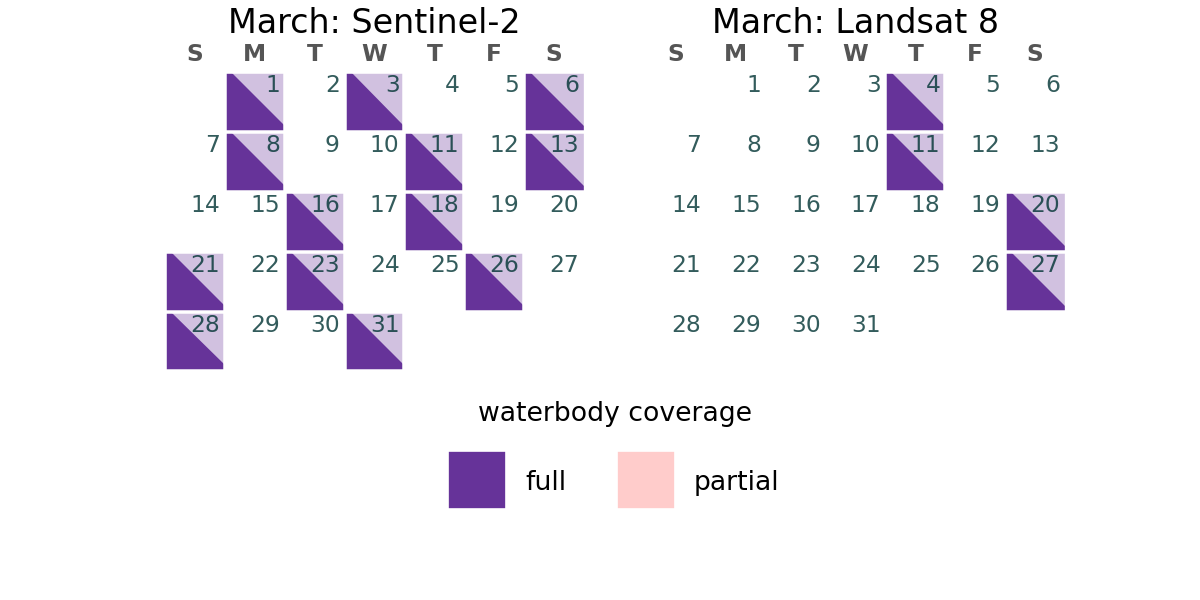 March: Sentinel-2
S M T W T F S
1 2 3 4 5 6
7 8 9 10 11 12 13
14 15 16 17 18 19 20
21 22 23 24 25 26 27
28 29 30 31
March: Landsat 8
S M T W T F S
1 2 3 4 5 6
7 8 9 10 11 12 13
14 15 16 17 18 19 20
21 22 23 24 25 26 27
28 29 30 31
waterbody coverage
full
partial